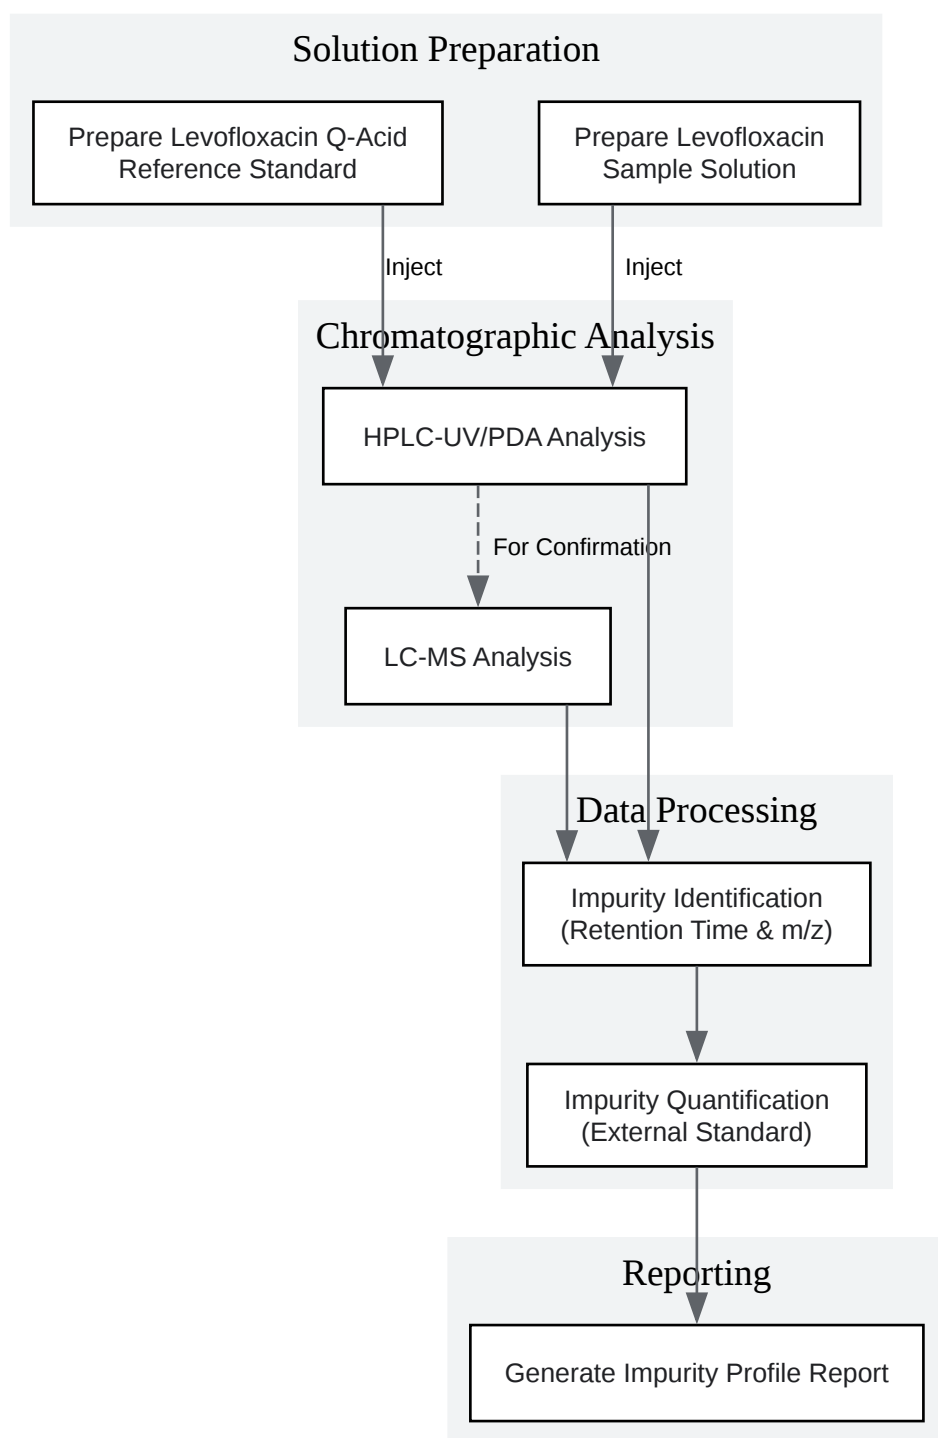 Solution Preparation
Prepare Levofloxacin Q-Acid
Reference Standard
Prepare Levofloxacin
Sample Solution
Inject
Inject
Chromatographic Analysis
HPLC-UV/PDA Analysis
For Confirmation
LC-MS Analysis
Data Processing
Impurity Identification
(Retention Time & m/z)
Impurity Quantification
(External Standard)
Reporting
Generate Impurity Profile Report